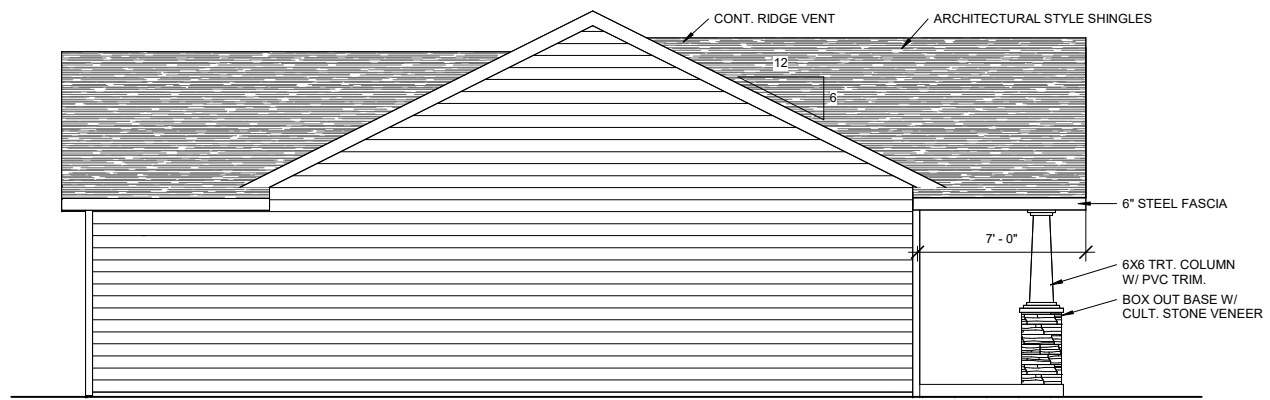 CONT. RIDGE VENT
ARCHITECTURAL STYLE SHINGLES
12
6
6" STEEL FASCIA
7' - 0"
6X6 TRT. COLUMN
W/ PVC TRIM.
BOX OUT BASE W/
CULT. STONE VENEER